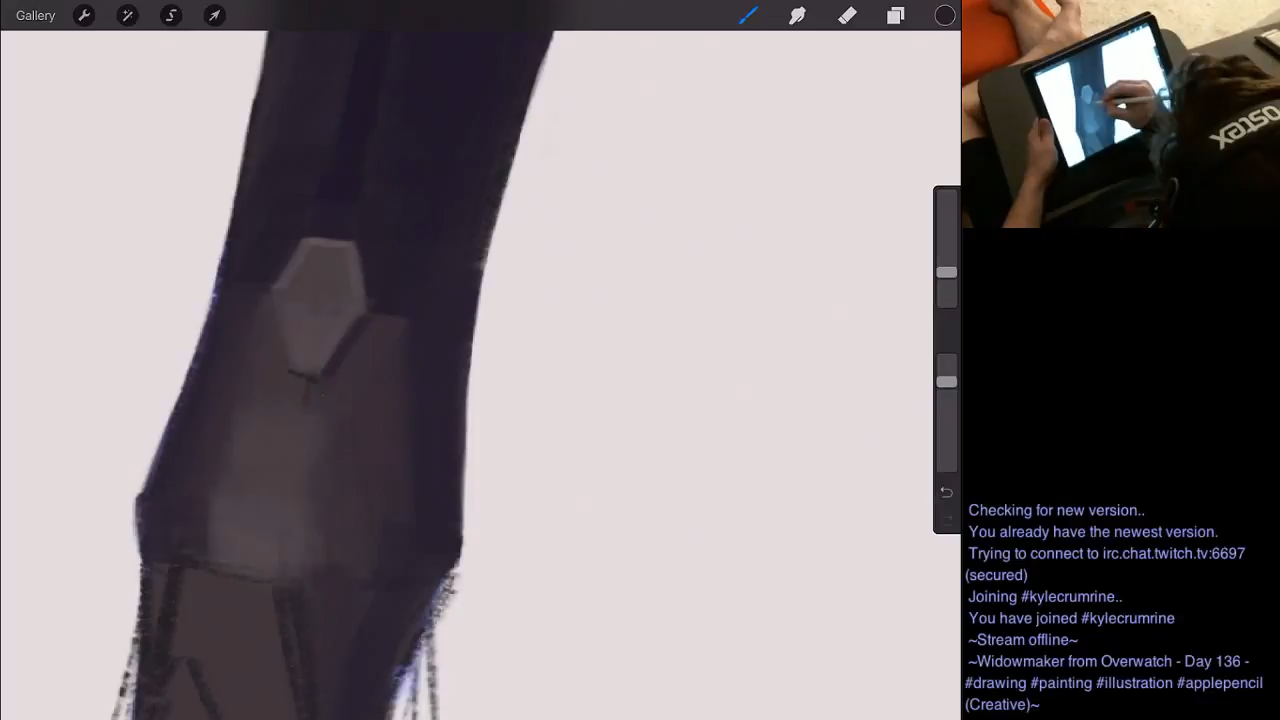 Gallery
Checking for new version..
You already have the newest version.
Trying to connect to irc.chat.twitch.tv:6697
(secured)
Joining #kylecrumrine..
You have joined #kylecrumrine
~Stream offline~
~Widowmaker from Overwatch - Day 136 -
#drawing #painting #illustration #applepencil
(Creative)~